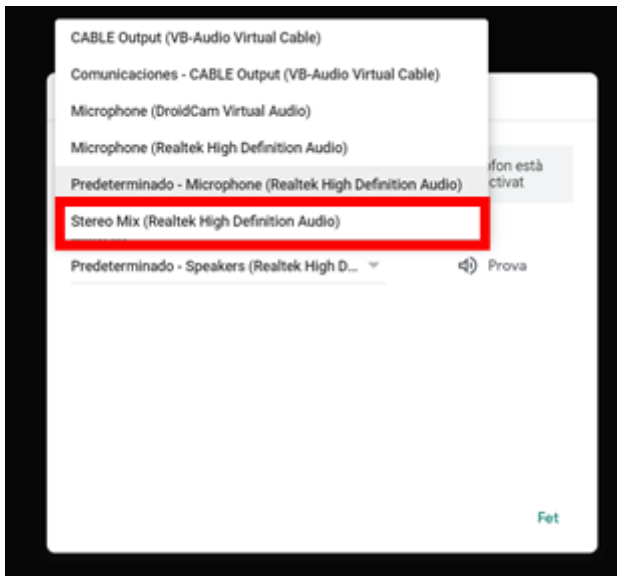 CABLE Output (VB-Audio Virtual Cable)
Comunicaciones - CABLE Output (VB-Audio Virtual Cable)
Microphone (DroidCam Virtual Audio)
Microphone (Realtek High Definition Audio)
Predeterminado - Microphone (Realtek High Definition Audio)
Stereo Mix (Realtek High Definition Audio)
està
Predeterminado - Speakers (Realtek High D...
Prova
Fet